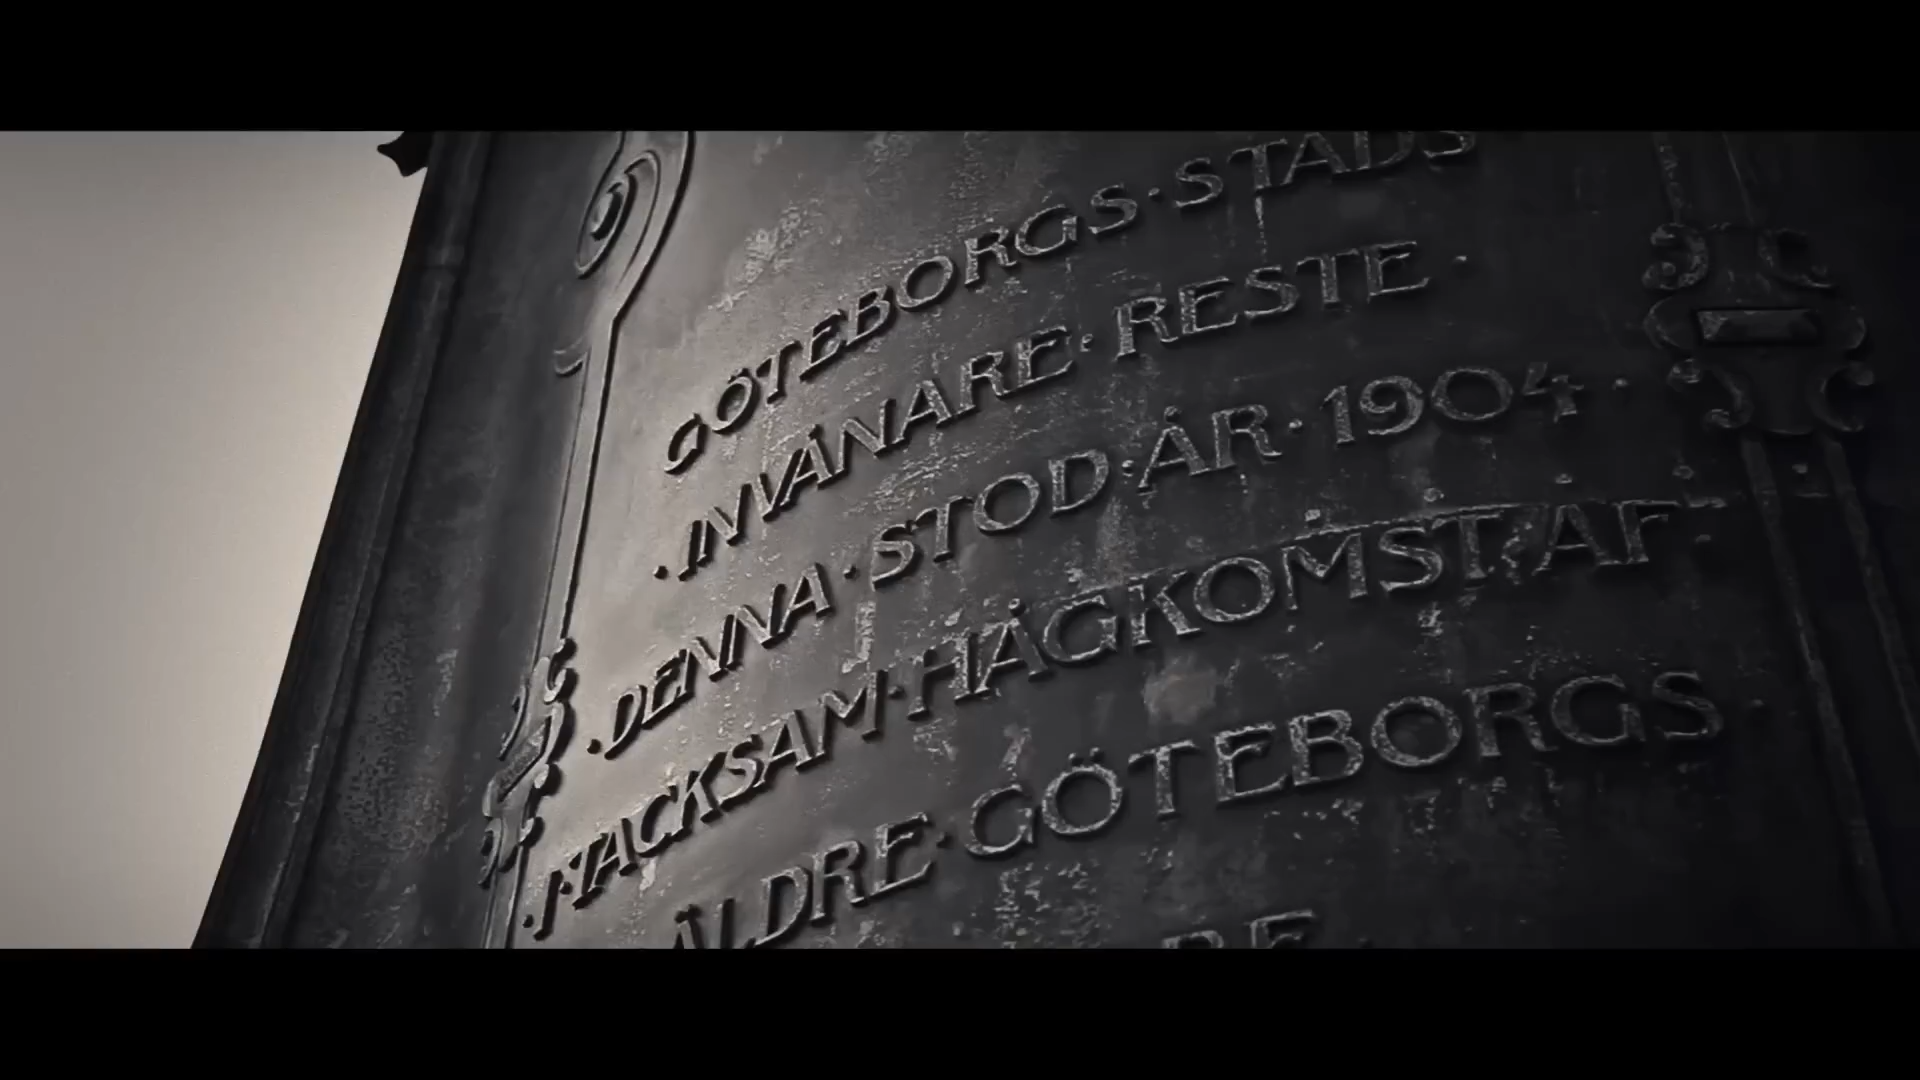 GÖTEBORGS·STADS
·INVÅNARE·RESTE·
·DENNA·STOD·ÅR·1904·
·I·TACKSAM·HÅGKOMST·AF·
ÄLDRE·GÖTEBORGS·